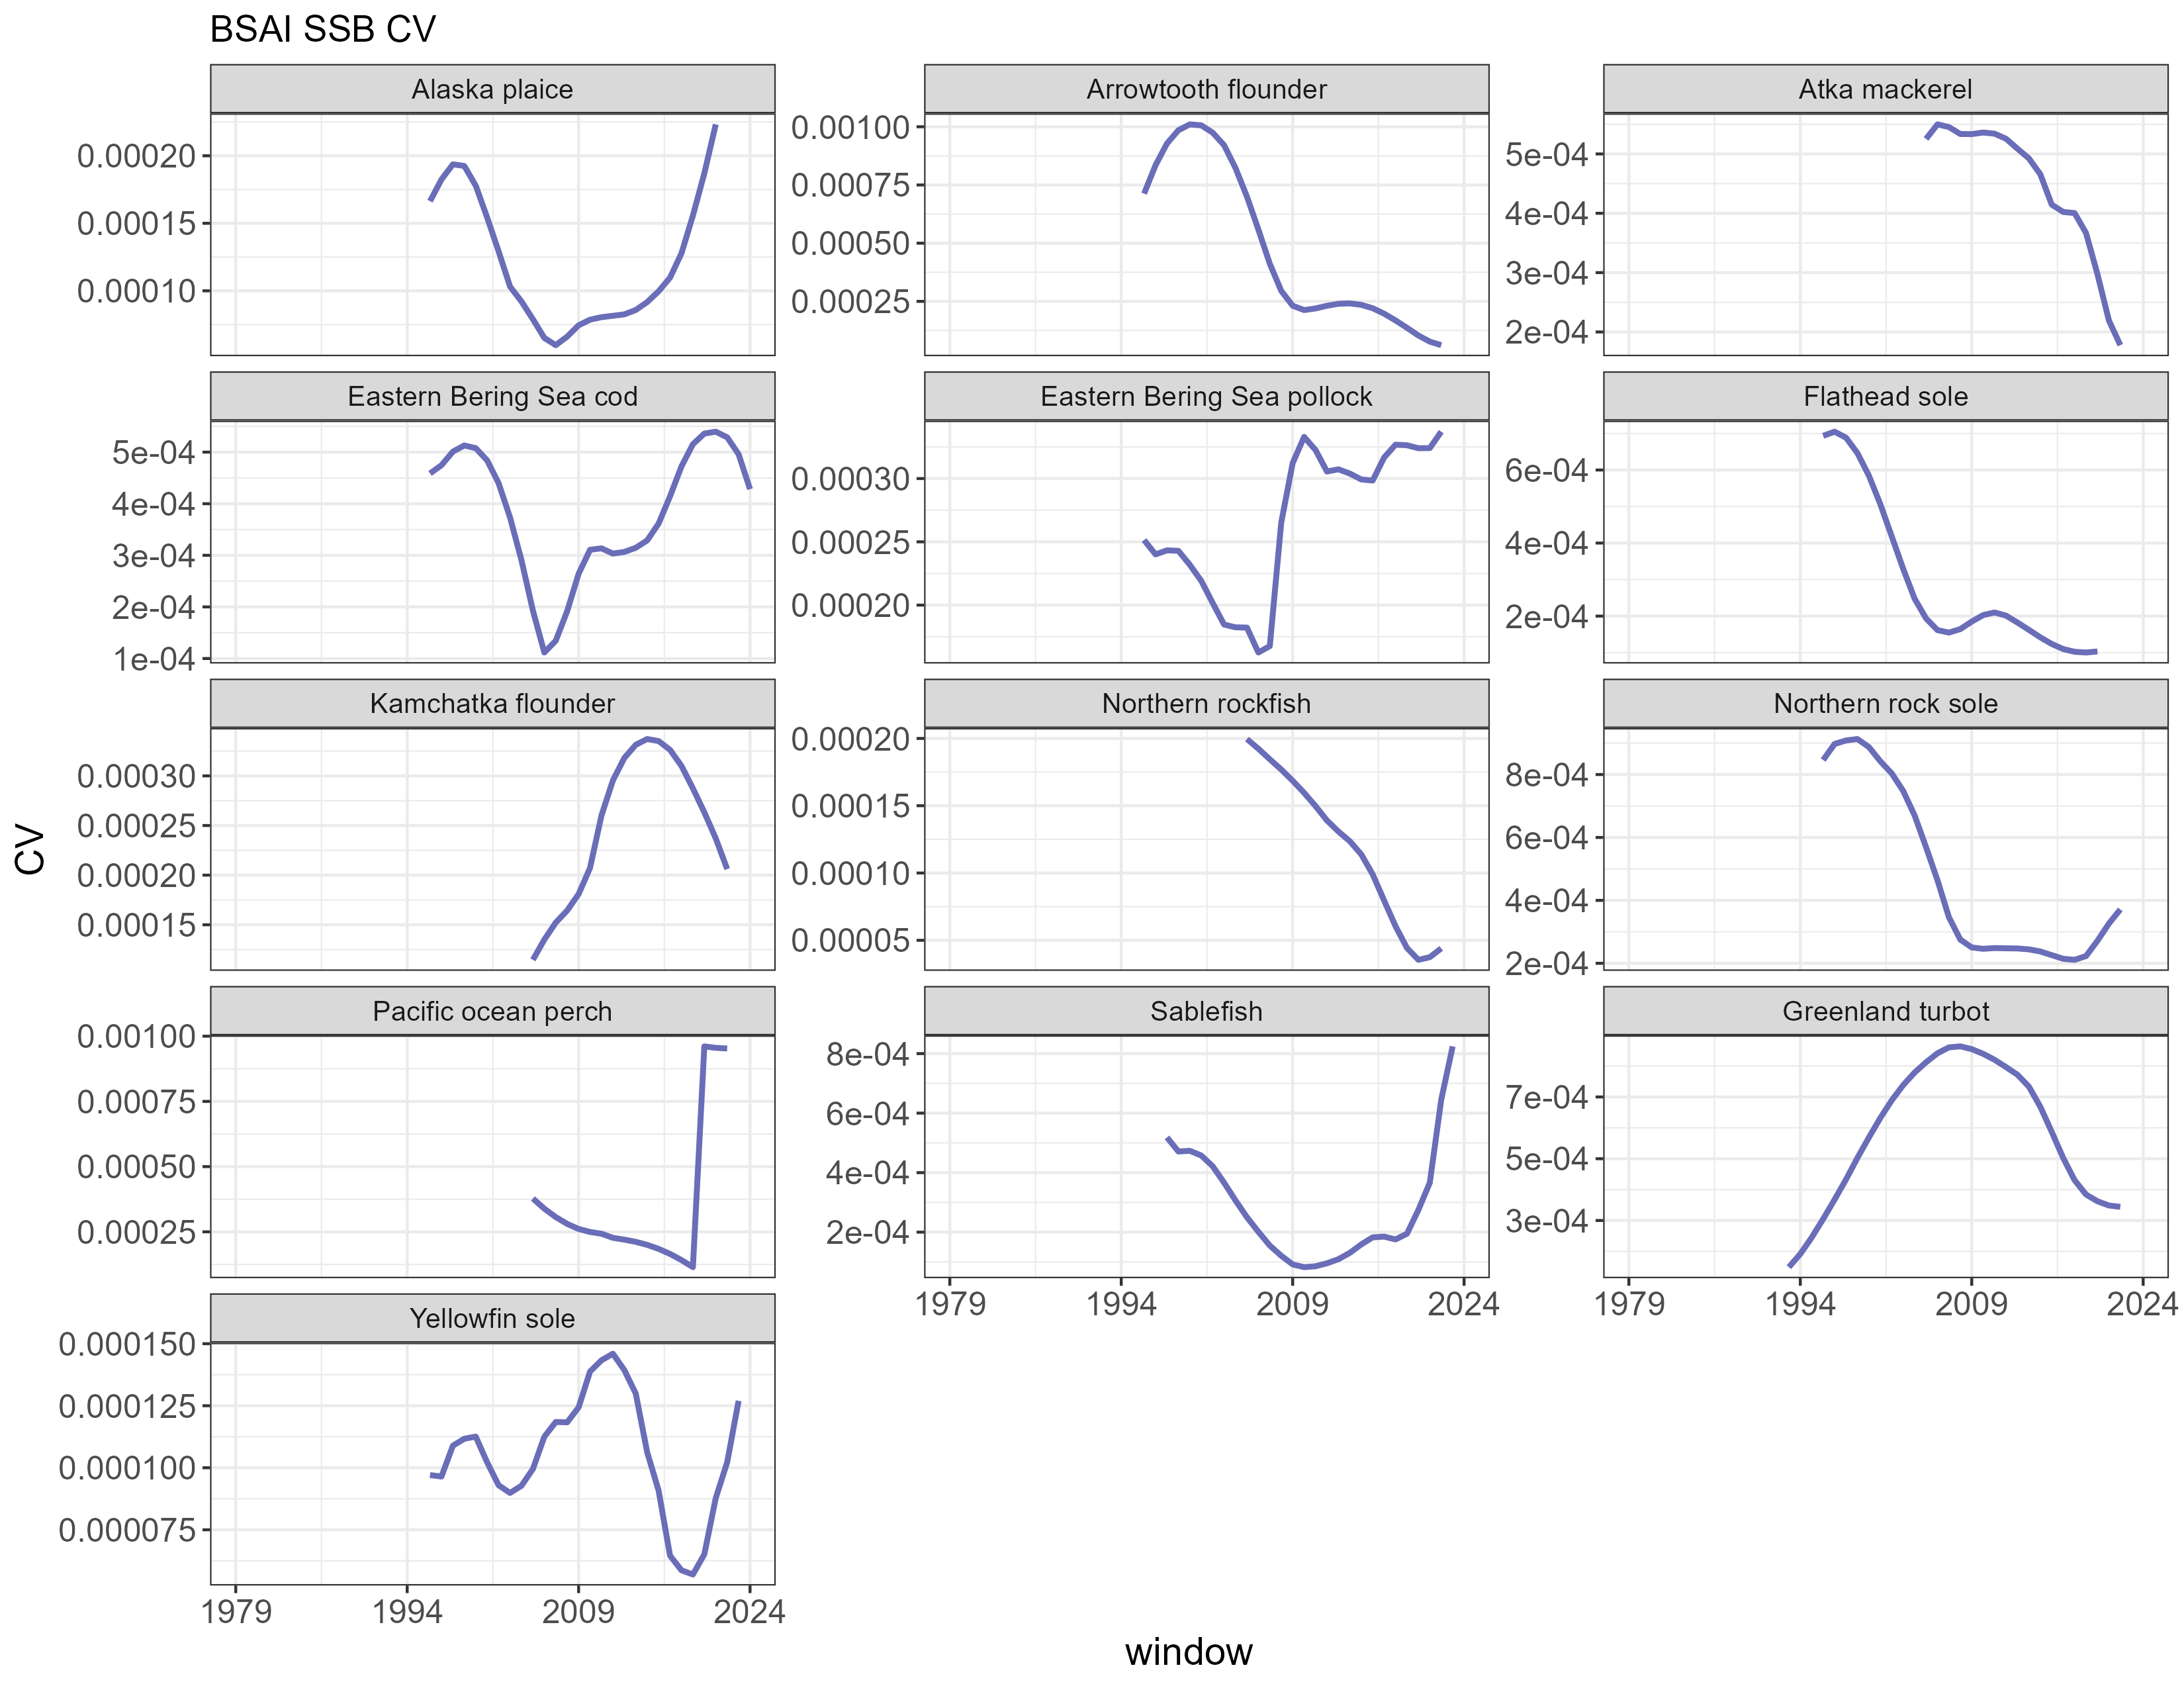 BSAI SSB CV
Alaska plaice
Arrowtooth flounder
Atka mackerel
0.00020
0.00015
0.00010
0.00100
0.00075
0.00050
0.00025
5e-04
4e-04
3e-04
2e-04
Eastern Bering Sea cod
Eastern Bering Sea pollock
Flathead sole
5e-04
4e-04
3e-04
2e-04
1e-04
0.00030
0.00025
0.00020
6e-04
4e-04
2e-04
Kamchatka flounder
Northern rockfish
Northern rock sole
0.00030
0.00025
0.00020
0.00015
0.00020
0.00015
0.00010
0.00005
8e-04
6e-04
4e-04
2e-04
Pacific ocean perch
Sablefish
Greenland turbot
0.00100
0.00075
0.00050
0.00025
8e-04
6e-04
4e-04
2e-04
7e-04
5e-04
3e-04
1979 1994 2009 2024
1979 1994 2009 2024
Yellowfin sole
0.000150
0.000125
0.000100
0.000075
1979 1994 2009 2024
CV
window